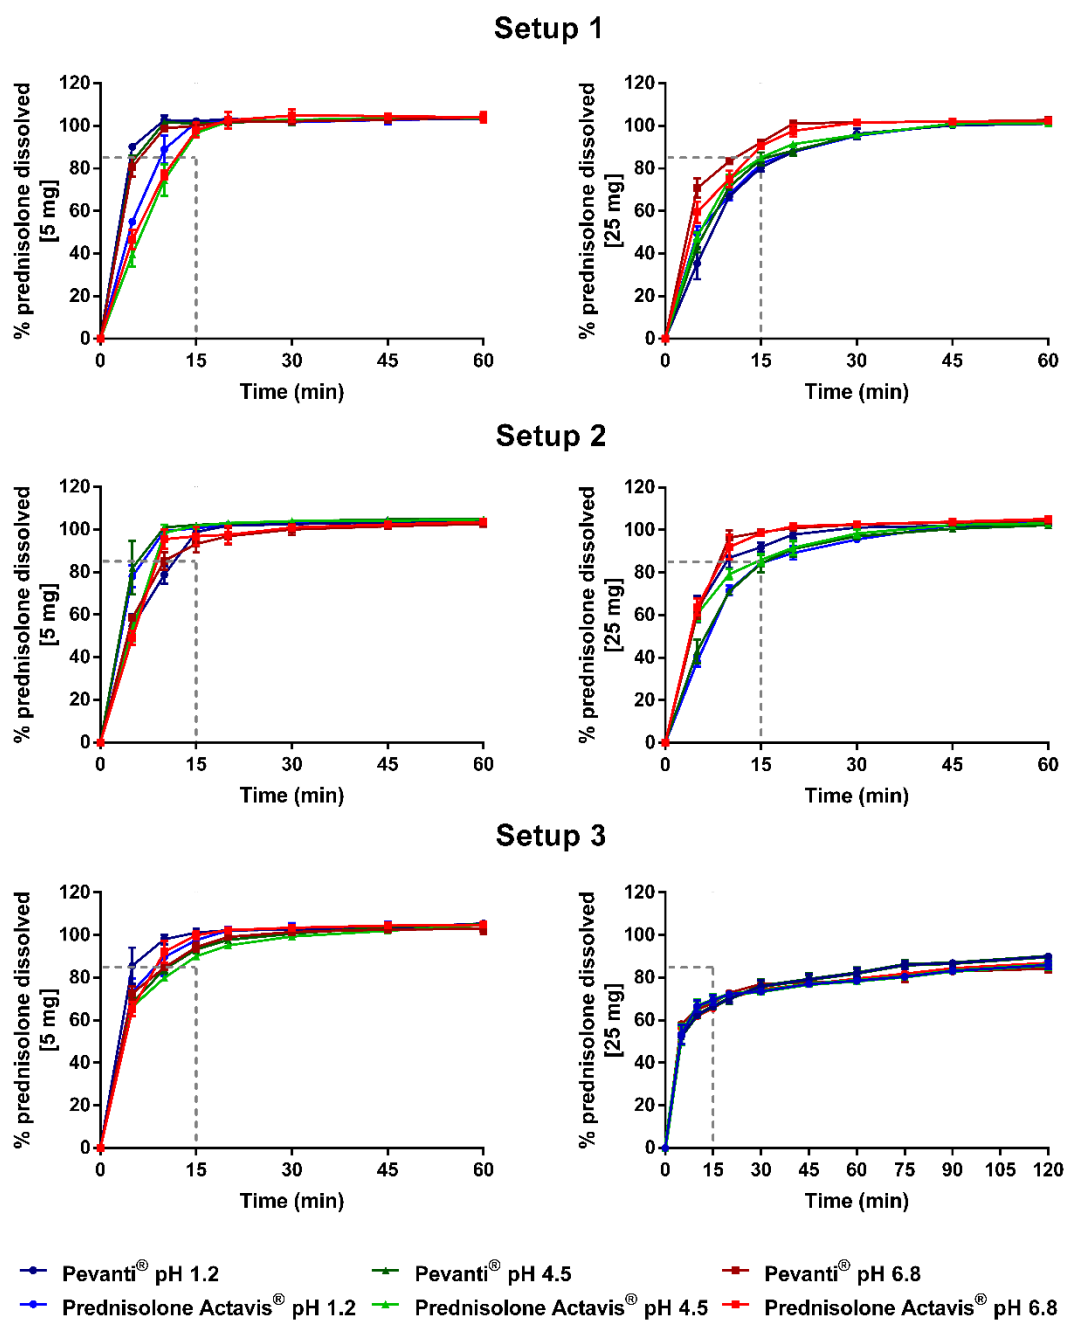 Setup 1
% prednisolone dissolved
[5 mg]
120
100
80
60
40
20
0
0 15 30 45 60
Time (min)
% prednisolone dissolved
[25 mg]
120
100
80
60
40
20
0
0 15 30 45 60
Time (min)
Setup 2
% prednisolone dissolved
[5 mg]
120
100
80
60
40
20
0
0 15 30 45 60
Time (min)
% prednisolone dissolved
[25 mg]
120
100
80
60
40
20
0
0 15 30 45 60
Time (min)
Setup 3
% prednisolone dissolved
[5 mg]
120
100
80
60
40
20
0
0 15 30 45 60
Time (min)
% prednisolone dissolved
[25 mg]
120
100
80
60
40
20
0
0 15 30 45 60 75 90 105 120
Time (min)
Pevanti® pH 1.2 Pevanti® pH 4.5 Pevanti® pH 6.8
Prednisolone Actavis® pH 1.2 Prednisolone Actavis® pH 4.5 Prednisolone Actavis® pH 6.8